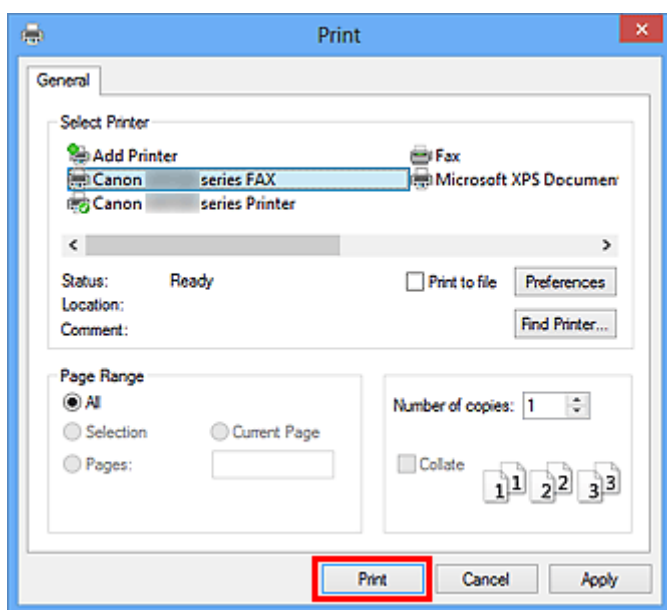 Print
General
Select Printer
Add Printer
Fax
Canon series FAX
Microsoft XPS Documen
Canon series Printer
Status: Ready
Print to file
Preferences
Location:
Comment:
Find Printer...
Page Range
All
Number of copies: 1
Selection
Current Page
Pages:
Collate
1 1 2 2 3 3
Print
Cancel
Apply